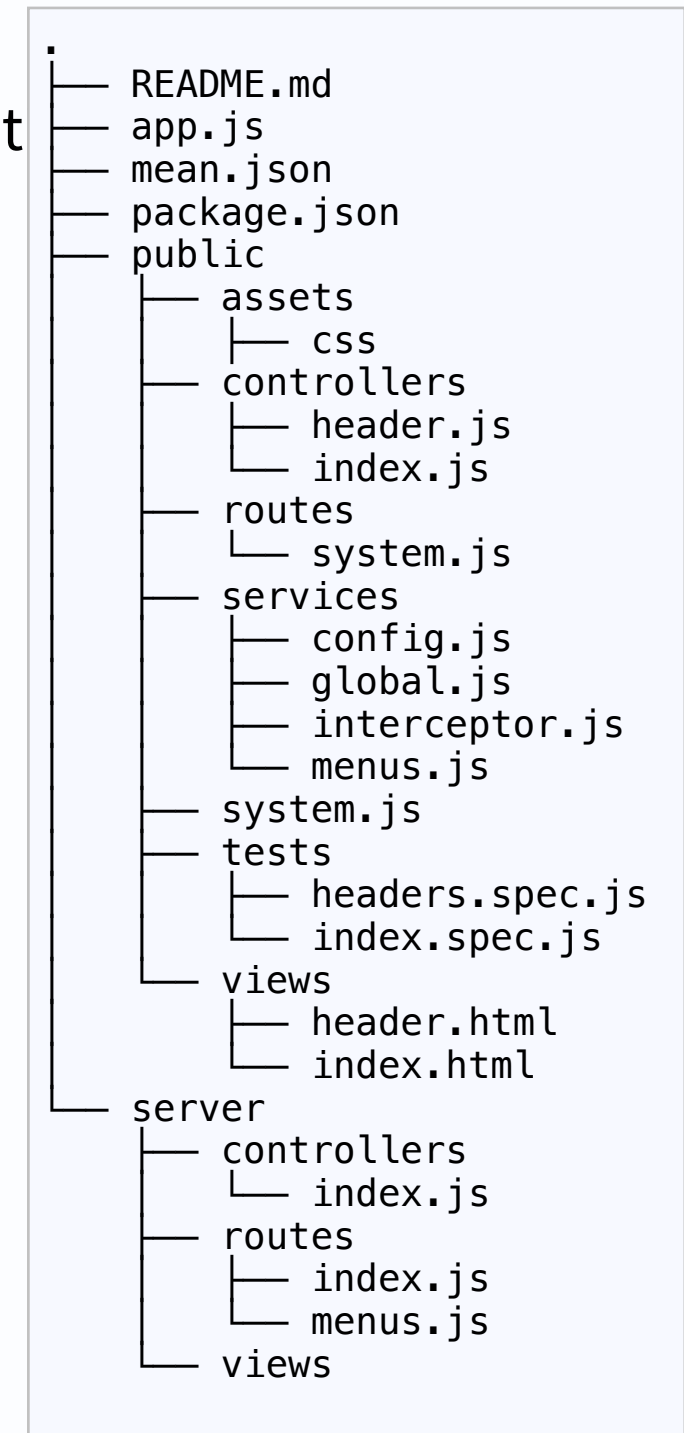 .
├── README.md
t
├── app.js
├── mean.json
├── package.json
├── public
│   ├── assets
│   │   ├── css
│   ├── controllers
│   │   ├── header.js
│   │   └── index.js
│   ├── routes
│   │   └── system.js
│   ├── services
│   │   ├── config.js
│   │   ├── global.js
│   │   ├── interceptor.js
│   │   └── menus.js
│   ├── system.js
│   ├── tests
│   │   ├── headers.spec.js
│   │   └── index.spec.js
│   └── views
│       ├── header.html
│       └── index.html
└── server
    ├── controllers
    │   └── index.js
    ├── routes
    │   ├── index.js
    │   └── menus.js
    └── views